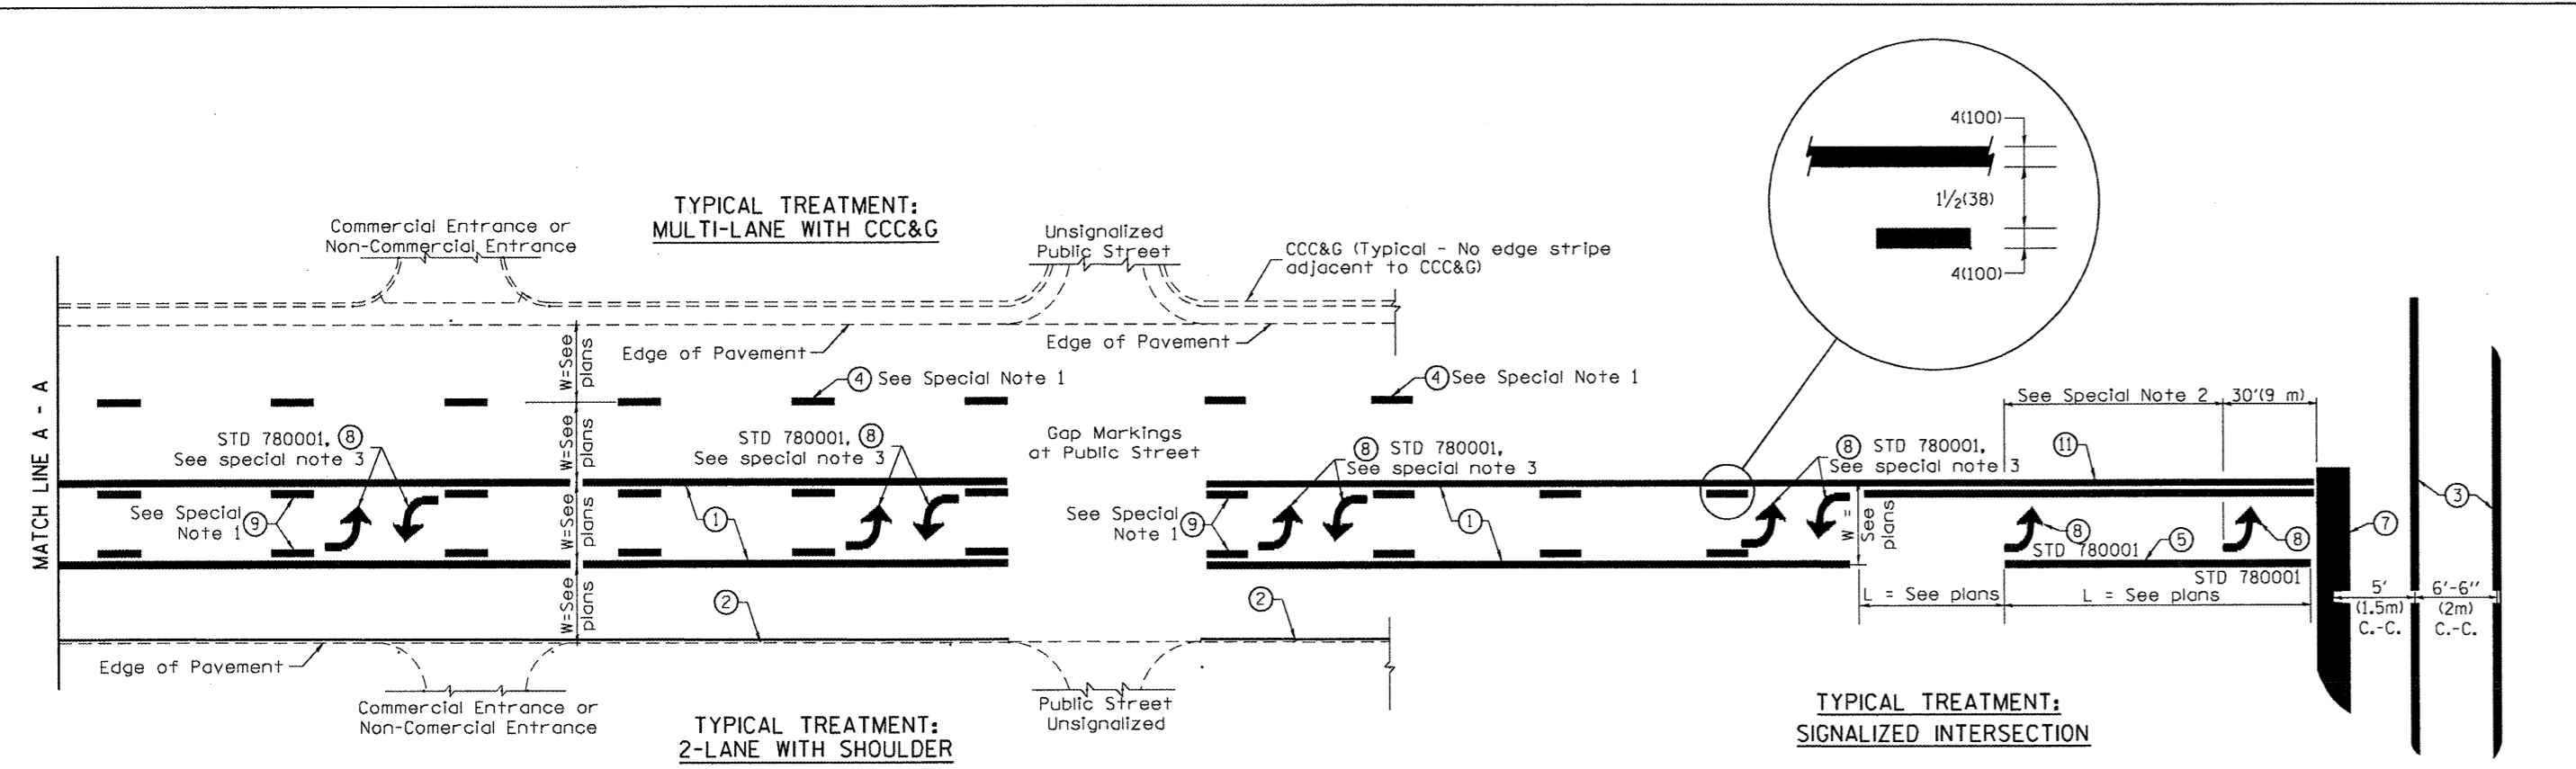 TYPICAL TREATMENT:
MULTI-LANE WITH CCC&G
Commercial Entrance or
Non-Commercial Entrance
Unsignalized
Public Street
CCC&G (Typical - No edge stripe
adjacent to CCC&G)
4(100)
1 1/2(38)
4(100)
Edge of Pavement
Edge of Pavement
W=See
plans
MATCH LINE A - A
4 See Special Note 1
4 See Special Note 1
See Special Note 2
30'(9 m)
STD 780001, 8
See special note 3
W=See
plans
STD 780001, 8
See special note 3
Gap Markings
at Public Street
8 STD 780001,
See special note 3
8 STD 780001,
See special note 3
11
See Special
Note 1
9
W=See
plans
1
See Special
Note 1
9
1
W =
See
plans
8
STD 780001
5
8
7
3
STD 780001
W=See
plans
2
2
L = See plans
L = See plans
5'
(1.5m)
C.-C.
6'-6"
(2m)
C.-C.
Edge of Pavement
Commercial Entrance or
Non-Comercial Entrance
Public Street
Unsignalized
TYPICAL TREATMENT:
2-LANE WITH SHOULDER
TYPICAL TREATMENT:
SIGNALIZED INTERSECTION